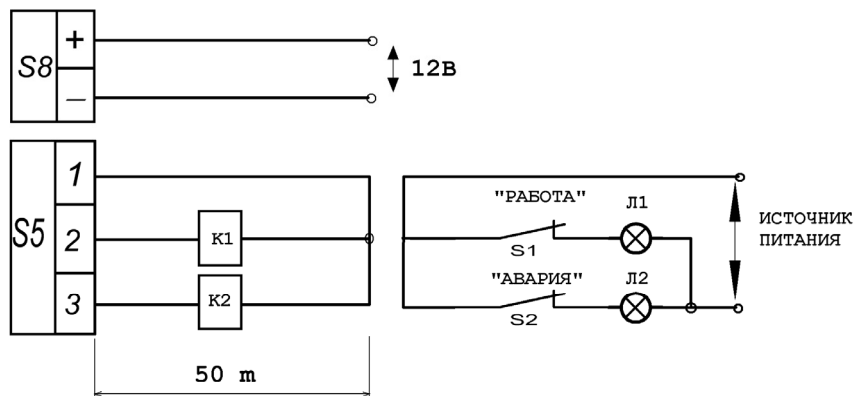 S8
+
−
12В
S5
1
2
3
К1
К2
50 m
"РАБОТА"
Л1
S1
"АВАРИЯ"
Л2
S2
ИСТОЧНИК
ПИТАНИЯ